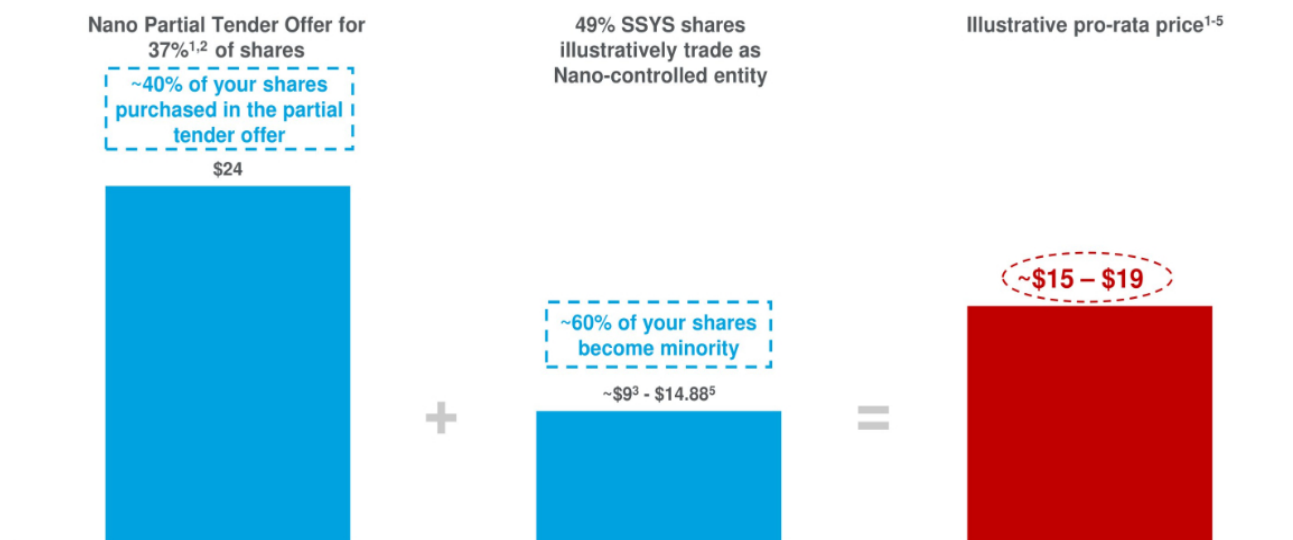 Nano Partial Tender Offer for
37%¹,² of shares
~40% of your shares
purchased in the partial
tender offer
$24
49% SSYS shares
illustratively trade as
Nano-controlled entity
~60% of your shares
become minority
~$9³ - $14.88⁵
+
=
Illustrative pro-rata price¹⁻⁵
~$15 – $19